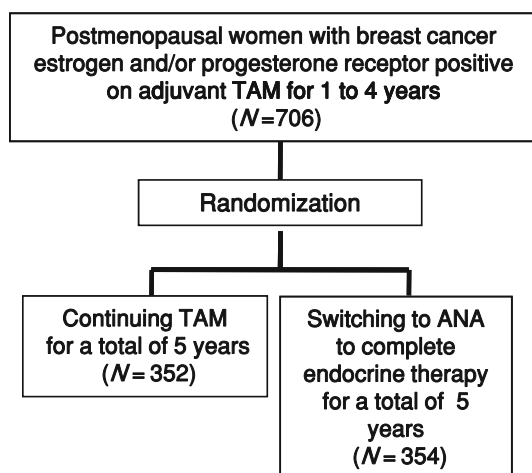 Postmenopausal women with breast cancer
estrogen and/or progesterone receptor positive
on adjuvant TAM for 1 to 4 years
(N=706)
Randomization
Continuing TAM
for a total of 5 years
(N = 352)
Switching to ANA
to complete
endocrine therapy
for a total of 5
years
(N = 354)